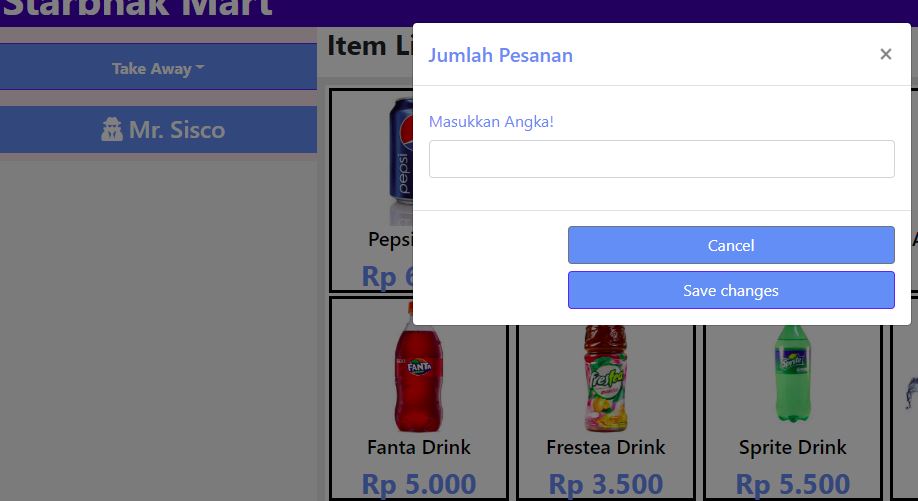 Starbhak Mart
Take Away
Mr. Sisco
Item Li
Jumlah Pesanan
×
Masukkan Angka!
Cancel
Save changes
pepsi
Pepsi
Rp 6
FANTA
Fanta Drink
Rp 5.000
frestea
Frestea Drink
Rp 3.500
Sprite
Sprite Drink
Rp 5.500